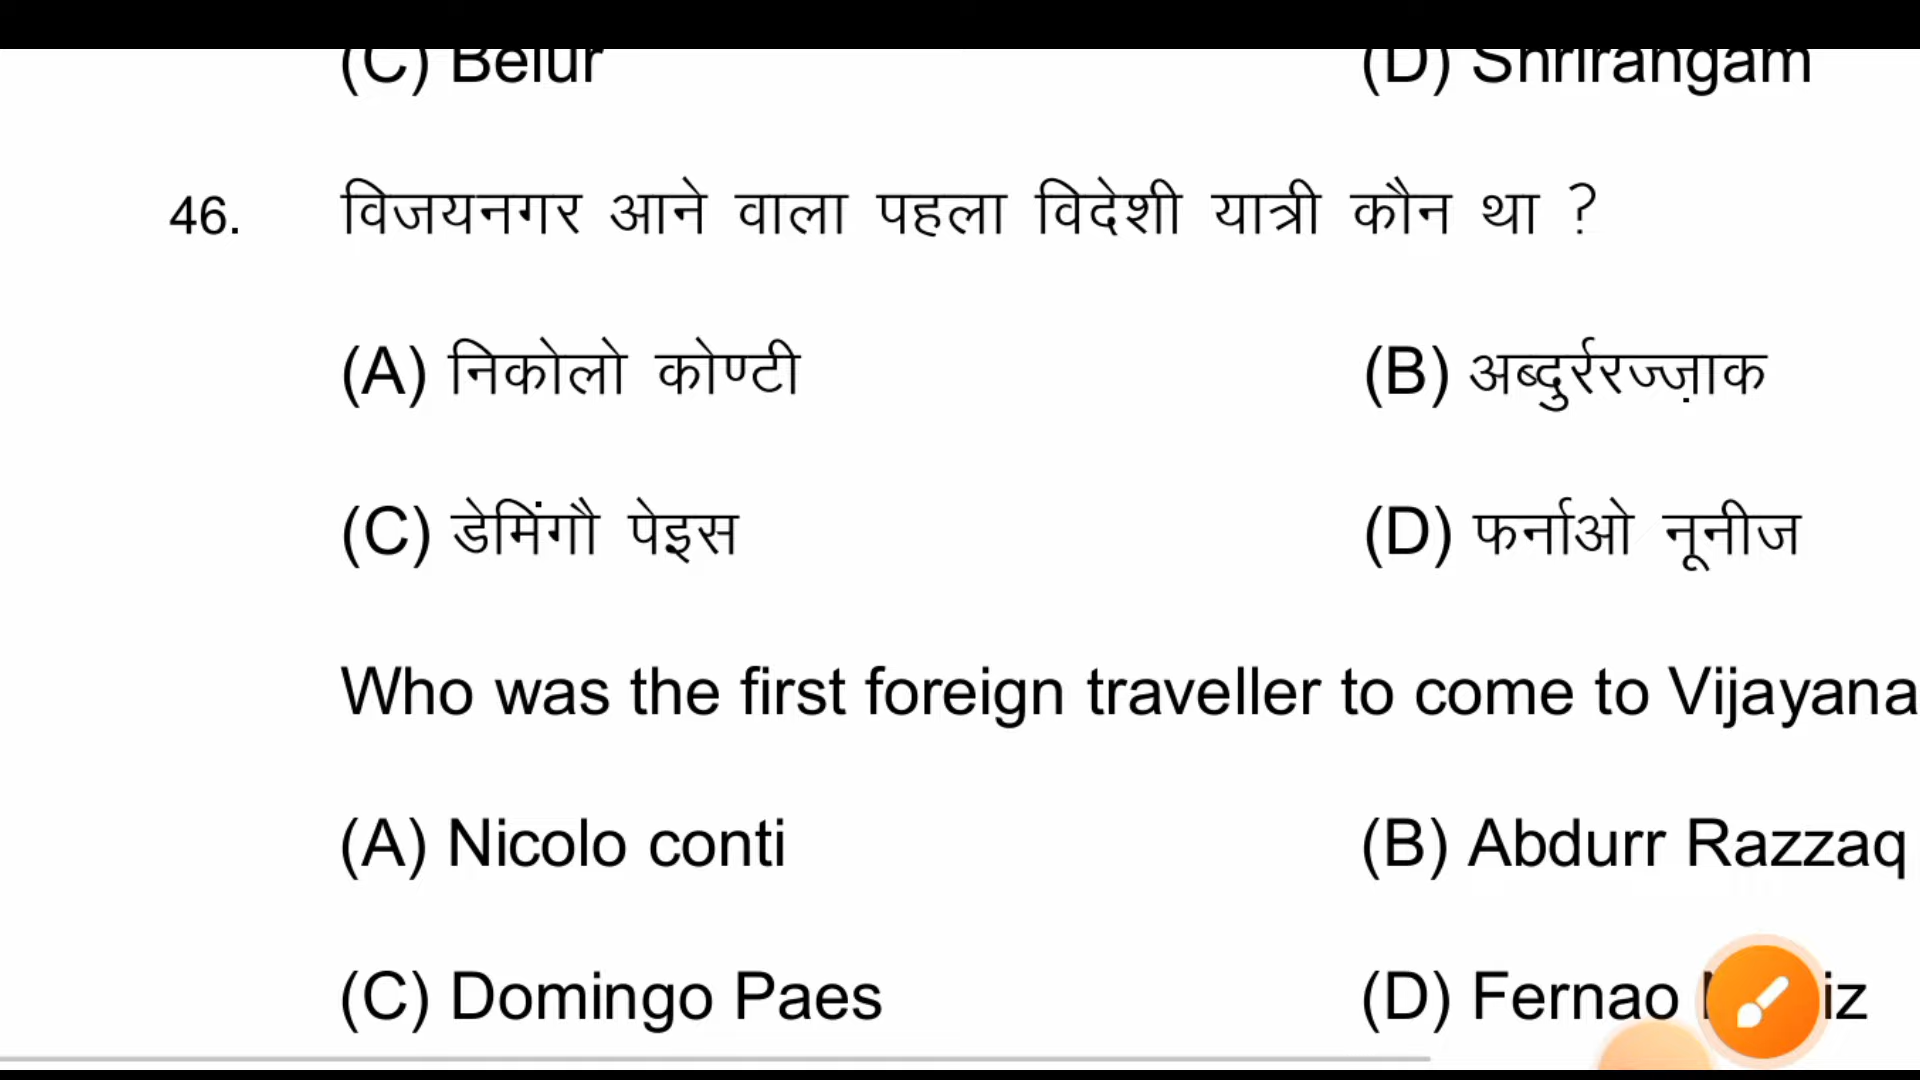 (C) Belur (D) Shrirangam
46. विजयनगर आने वाला पहला विदेशी यात्री कौन था ?
(A) निकोलो कोण्टी (B) अब्दुर्ररज्ज़ाक
(C) डेमिंगौ पेइस (D) फर्नाओ नूनीज
Who was the first foreign traveller to come to Vijayana
(A) Nicolo conti (B) Abdurr Razzaq
(C) Domingo Paes (D) Fernao